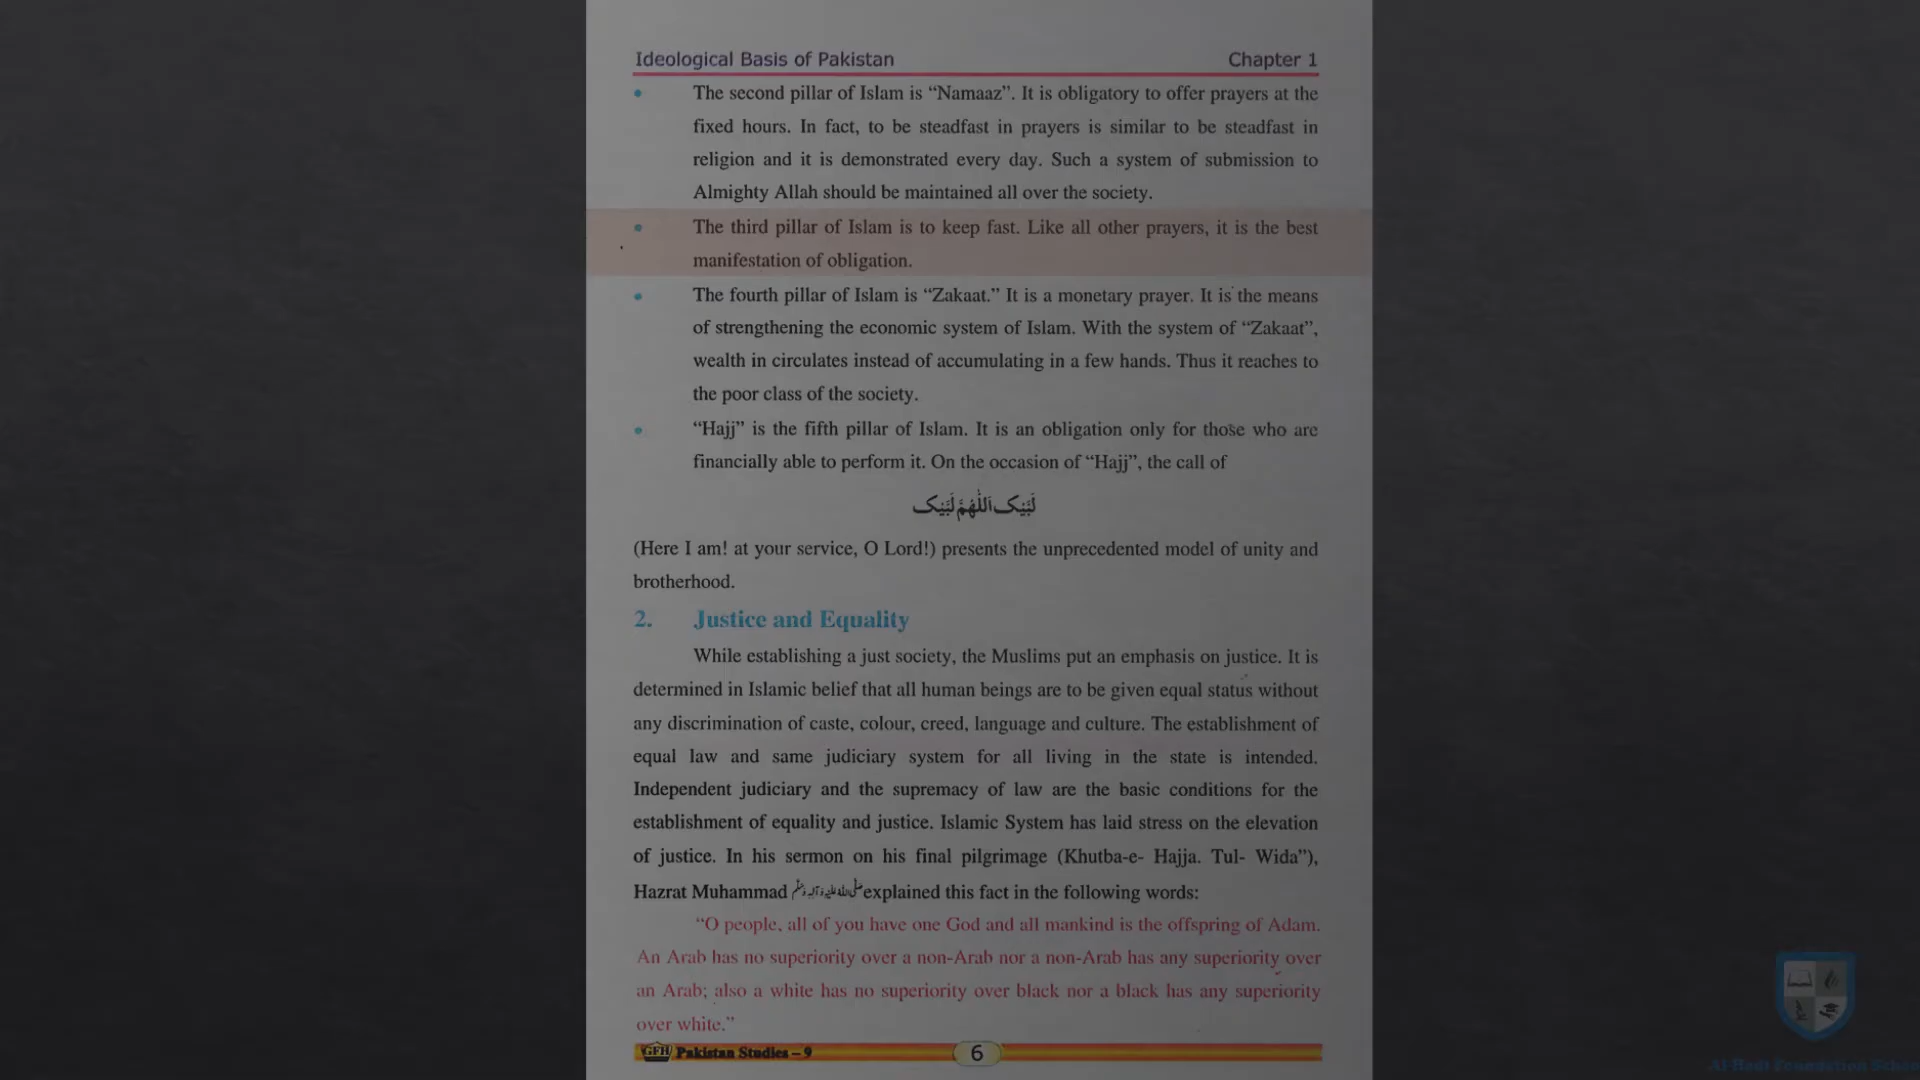 Ideological Basis of Pakistan Chapter 1
• The second pillar of Islam is “Namaaz”. It is obligatory to offer prayers at the
fixed hours. In fact, to be steadfast in prayers is similar to be steadfast in
religion and it is demonstrated every day. Such a system of submission to
Almighty Allah should be maintained all over the society.
• The third pillar of Islam is to keep fast. Like all other prayers, it is the best
manifestation of obligation.
• The fourth pillar of Islam is “Zakaat.” It is a monetary prayer. It is the means
of strengthening the economic system of Islam. With the system of “Zakaat”,
wealth in circulates instead of accumulating in a few hands. Thus it reaches to
the poor class of the society.
• “Hajj” is the fifth pillar of Islam. It is an obligation only for those who are
financially able to perform it. On the occasion of “Hajj”, the call of
لَبَّيْکَ اَللّٰهُمَّ لَبَّيْکَ
(Here I am! at your service, O Lord!) presents the unprecedented model of unity and
brotherhood.
2. Justice and Equality
While establishing a just society, the Muslims put an emphasis on justice. It is
determined in Islamic belief that all human beings are to be given equal status without
any discrimination of caste, colour, creed, language and culture. The establishment of
equal law and same judiciary system for all living in the state is intended.
Independent judiciary and the supremacy of law are the basic conditions for the
establishment of equality and justice. Islamic System has laid stress on the elevation
of justice. In his sermon on his final pilgrimage (Khutba-e- Hajja. Tul- Wida”),
Hazrat Muhammad صلى الله عليه وآله وسلم explained this fact in the following words:
“O people, all of you have one God and all mankind is the offspring of Adam.
An Arab has no superiority over a non-Arab nor a non-Arab has any superiority over
an Arab; also a white has no superiority over black nor a black has any superiority
over white.”
GFH Pakistan Studies – 9 6
Al-Hadi Foundation Schoo